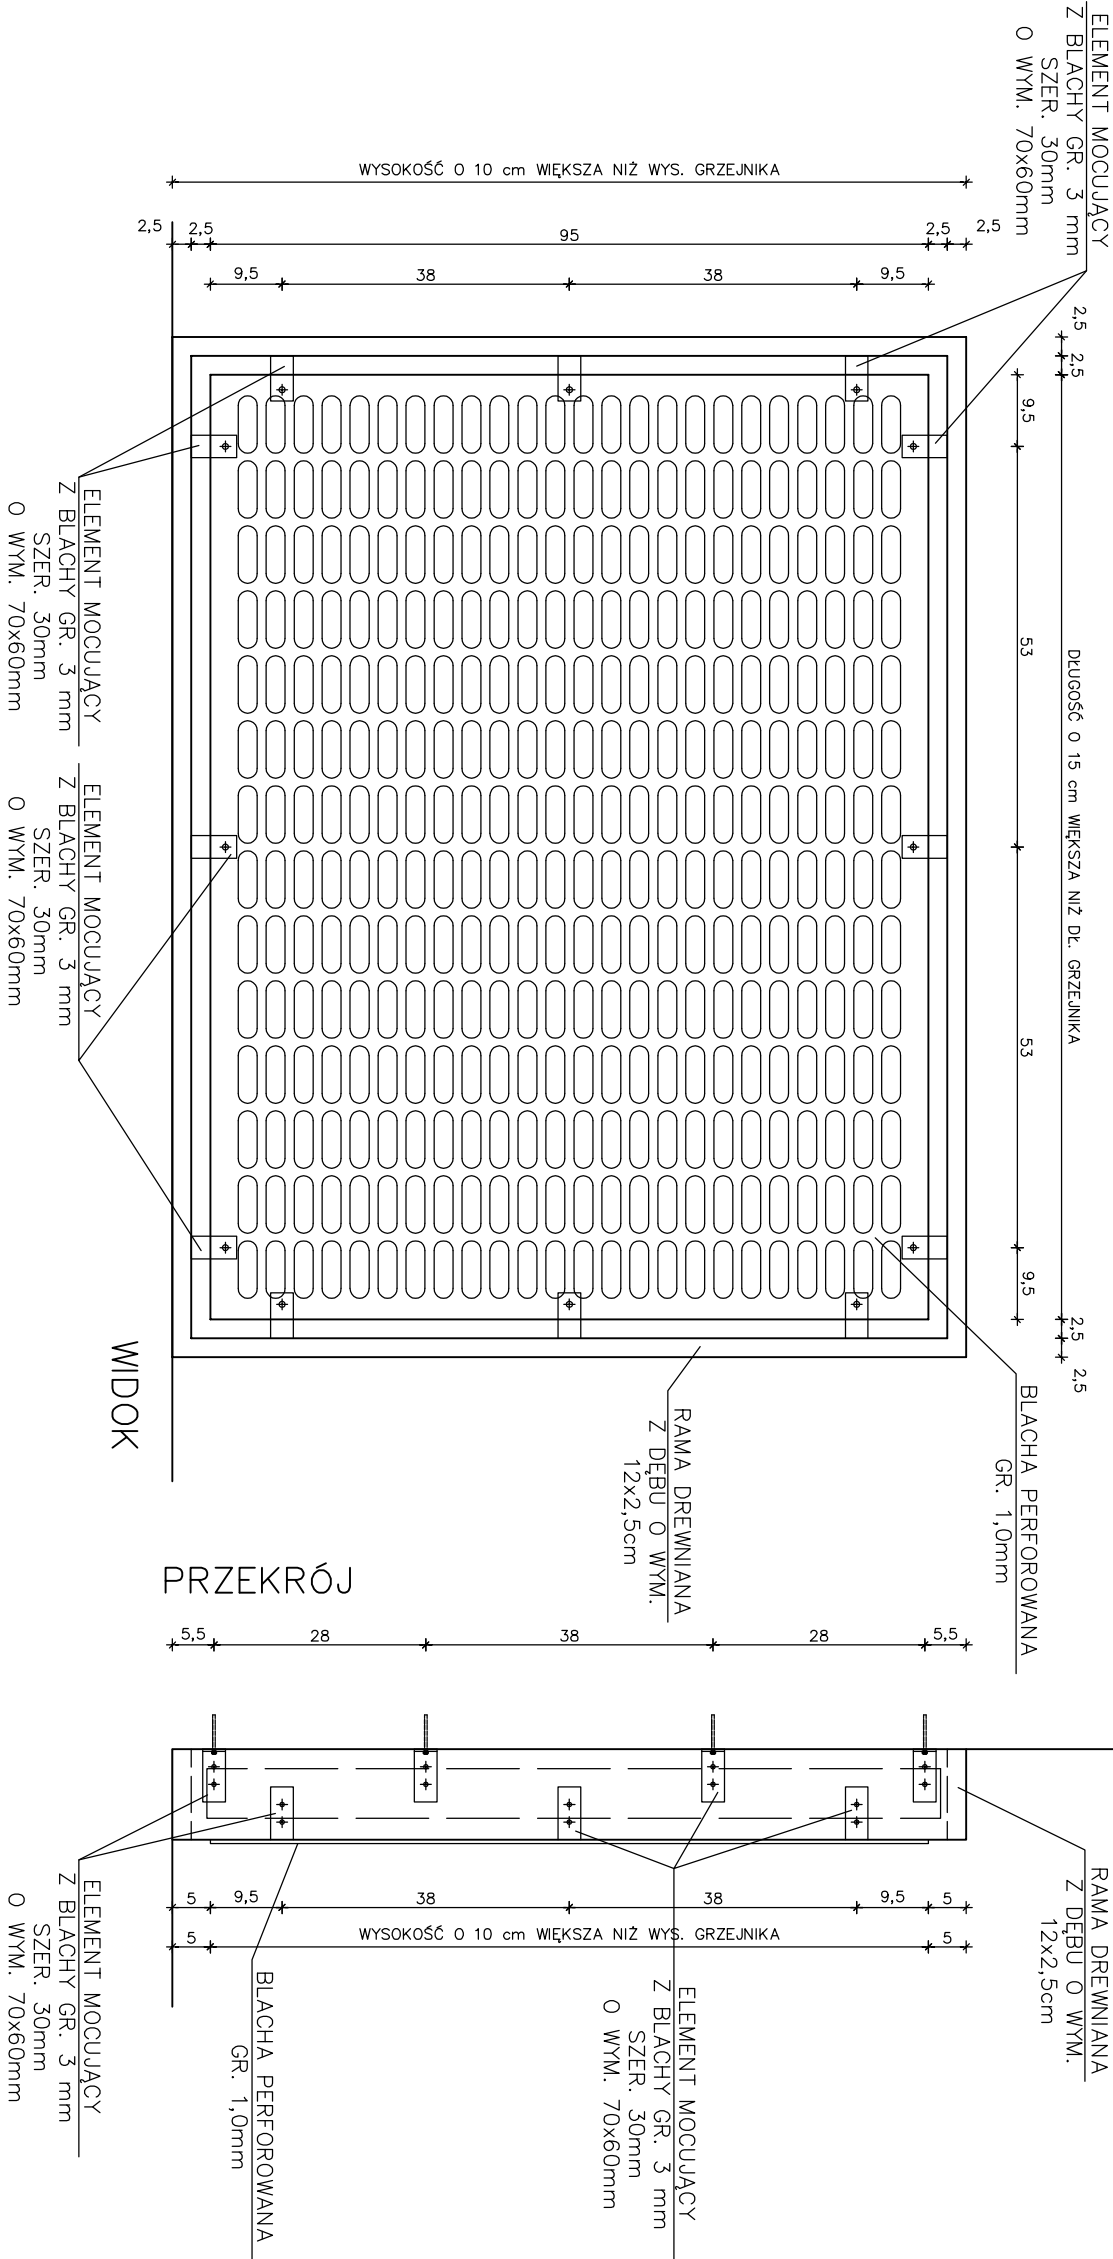 ELEMENT MOCUJĄCY
Z BLACHY GR. 3 mm
SZER. 30mm
O WYM. 70x60mm
WYSOKOŚĆ O 10 cm WIĘKSZA NIŻ WYS. GRZEJNIKA
2,5
2,5
95
2,5
2,5
9,5
38
38
9,5
2,5
2,5
DŁUGOŚĆ O 15 cm WIĘKSZA NIŻ DŁ. GRZEJNIKA
2,5
2,5
9,5
53
53
9,5
ELEMENT MOCUJĄCY
Z BLACHY GR. 3 mm
SZER. 30mm
O WYM. 70x60mm
ELEMENT MOCUJĄCY
Z BLACHY GR. 3 mm
SZER. 30mm
O WYM. 70x60mm
BLACHA PERFOROWANA
GR. 1,0mm
RAMA DREWNIANA
Z DĘBU O WYM.
12x2,5cm
WIDOK
PRZEKRÓJ
5,5
28
38
28
5,5
5
9,5
38
38
9,5
5
5
WYSOKOŚĆ O 10 cm WIĘKSZA NIŻ WYS. GRZEJNIKA
5
RAMA DREWNIANA
Z DĘBU O WYM.
12x2,5cm
ELEMENT MOCUJĄCY
Z BLACHY GR. 3 mm
SZER. 30mm
O WYM. 70x60mm
BLACHA PERFOROWANA
GR. 1,0mm
ELEMENT MOCUJĄCY
Z BLACHY GR. 3 mm
SZER. 30mm
O WYM. 70x60mm